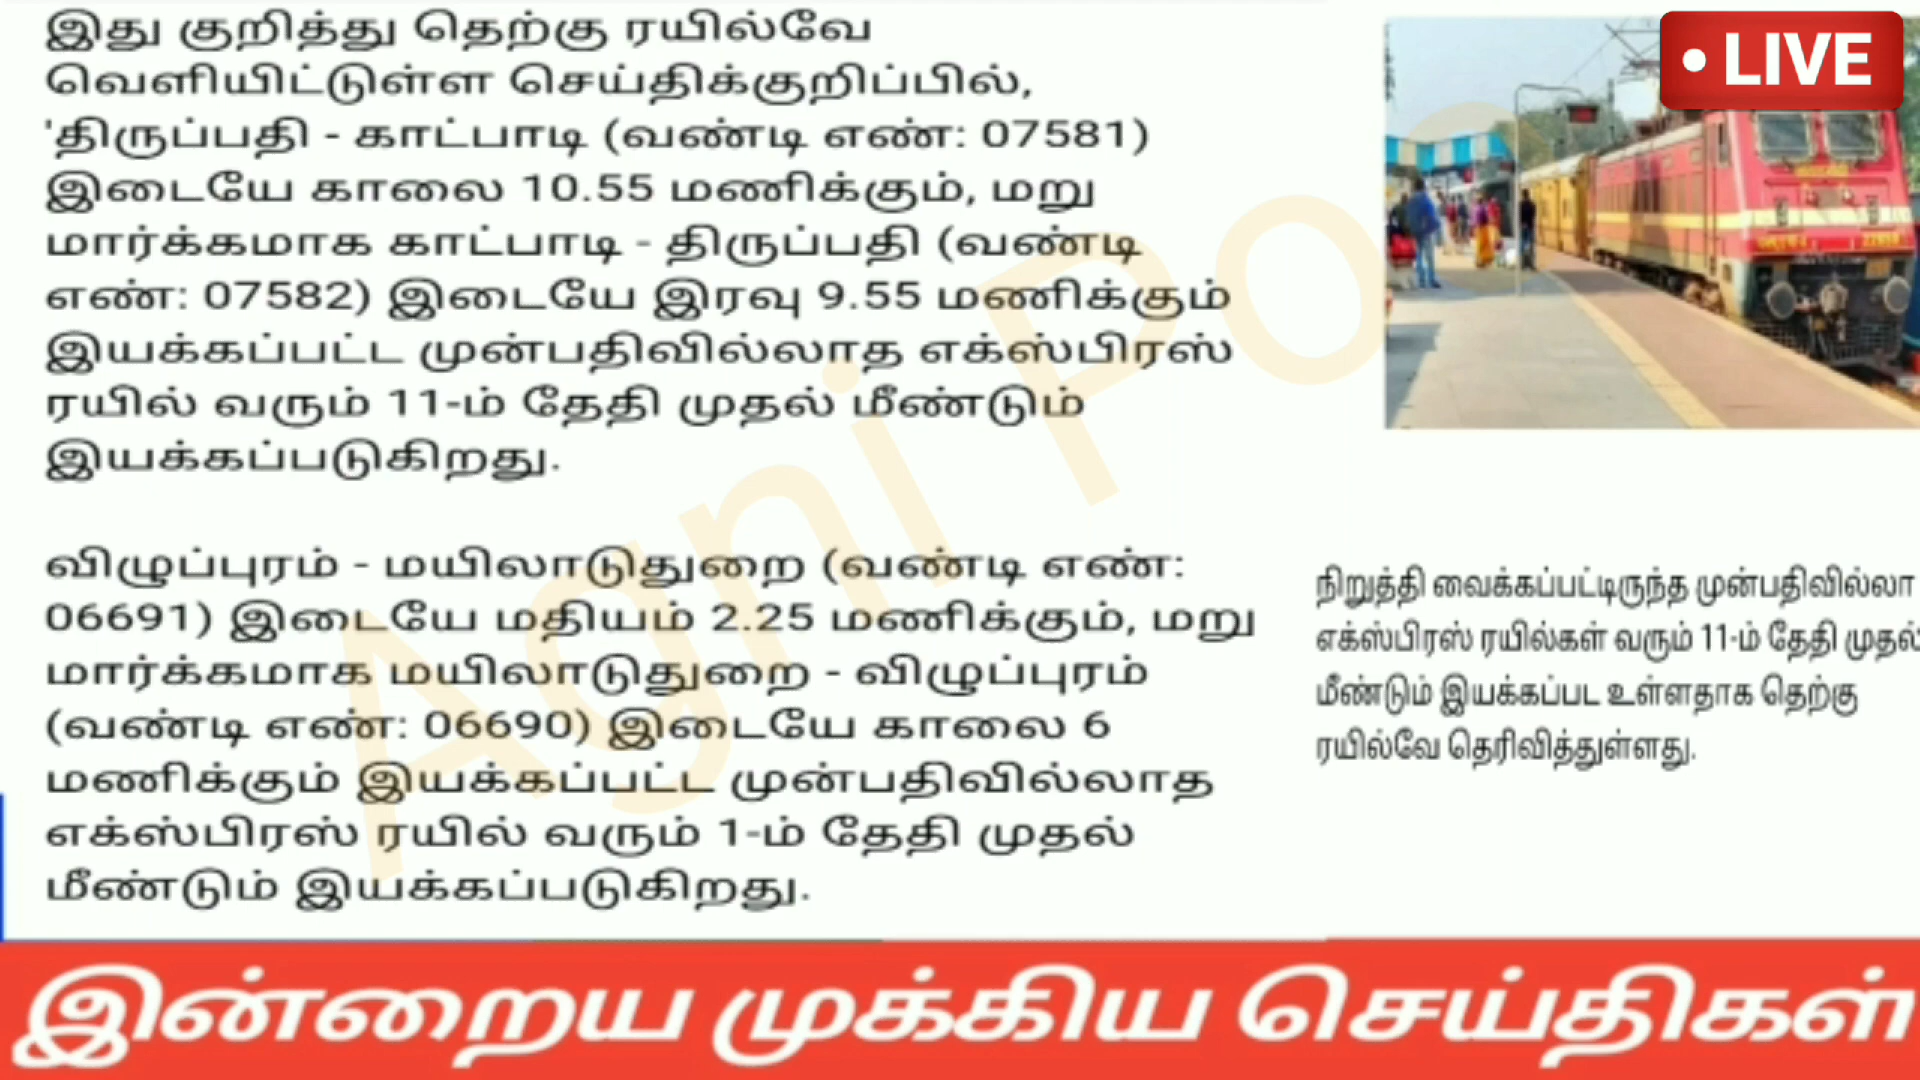 இது குறித்து தெற்கு ரயில்வே
வெளியிட்டுள்ள செய்திக்குறிப்பில்,
'திருப்பதி - காட்பாடி (வண்டி எண்: 07581)
இடையே காலை 10.55 மணிக்கும், மறு
மார்க்கமாக காட்பாடி - திருப்பதி (வண்டி
எண்: 07582) இடையே இரவு 9.55 மணிக்கும்
இயக்கப்பட்ட முன்பதிவில்லாத எக்ஸ்பிரஸ்
ரயில் வரும் 11-ம் தேதி முதல் மீண்டும்
இயக்கப்படுகிறது.
விழுப்புரம் - மயிலாடுதுறை (வண்டி எண்:
06691) இடையே மதியம் 2.25 மணிக்கும், மறு
மார்க்கமாக மயிலாடுதுறை - விழுப்புரம்
(வண்டி எண்: 06690) இடையே காலை 6
மணிக்கும் இயக்கப்பட்ட முன்பதிவில்லாத
எக்ஸ்பிரஸ் ரயில் வரும் 1-ம் தேதி முதல்
மீண்டும் இயக்கப்படுகிறது.
• LIVE
நிறுத்தி வைக்கப்பட்டிருந்த முன்பதிவில்லா
எக்ஸ்பிரஸ் ரயில்கள் வரும் 11-ம் தேதி முதல்
மீண்டும் இயக்கப்பட உள்ளதாக தெற்கு
ரயில்வே தெரிவித்துள்ளது.
Agni Po
இன்றைய முக்கிய செய்திகள்